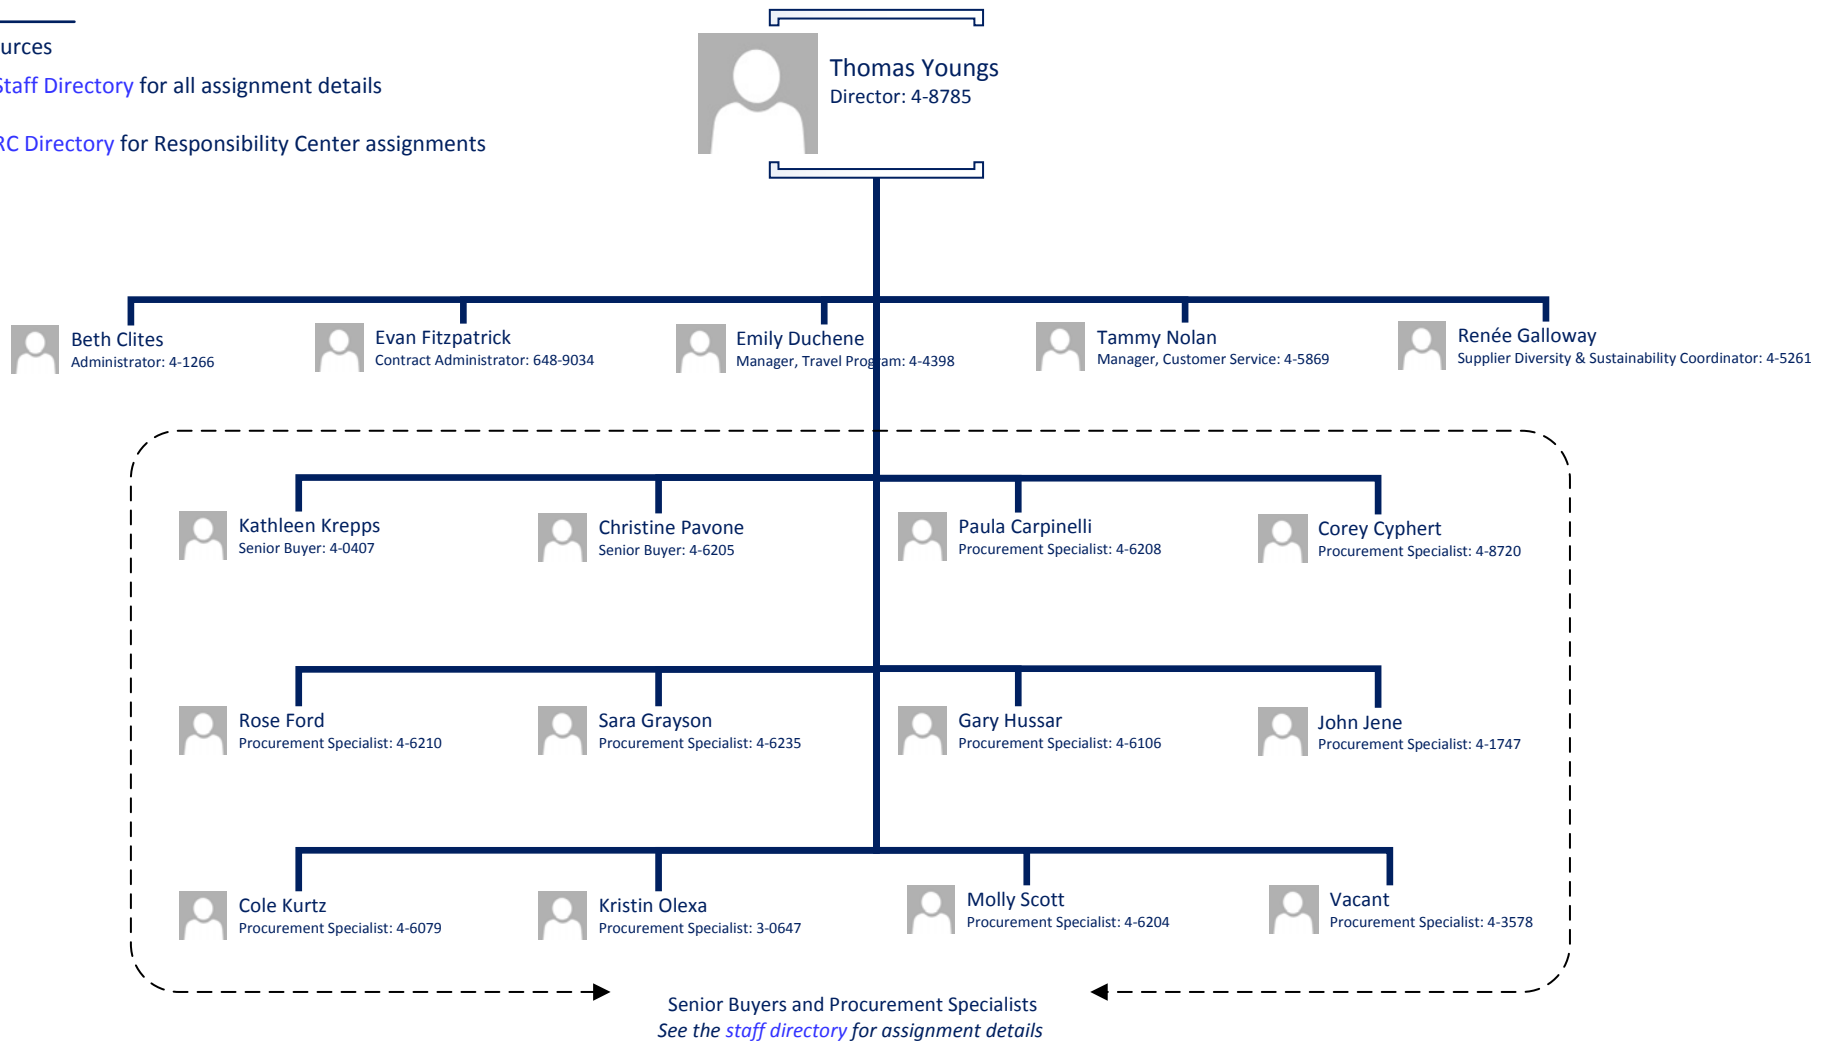 urces
Staff Directory for all assignment details
RC Directory for Responsibility Center assignments
Thomas Youngs
Director: 4-8785
Beth Clites
Administrator: 4-1266
Evan Fitzpatrick
Contract Administrator: 648-9034
Emily Duchene
Manager, Travel Program: 4-4398
Tammy Nolan
Manager, Customer Service: 4-5869
Renée Galloway
Supplier Diversity & Sustainability Coordinator: 4-5261
Kathleen Krepps
Senior Buyer: 4-0407
Christine Pavone
Senior Buyer: 4-6205
Paula Carpinelli
Procurement Specialist: 4-6208
Corey Cyphert
Procurement Specialist: 4-8720
Rose Ford
Procurement Specialist: 4-6210
Sara Grayson
Procurement Specialist: 4-6235
Gary Hussar
Procurement Specialist: 4-6106
John Jene
Procurement Specialist: 4-1747
Cole Kurtz
Procurement Specialist: 4-6079
Kristin Olexa
Procurement Specialist: 3-0647
Molly Scott
Procurement Specialist: 4-6204
Vacant
Procurement Specialist: 4-3578
Senior Buyers and Procurement Specialists
See the staff directory for assignment details